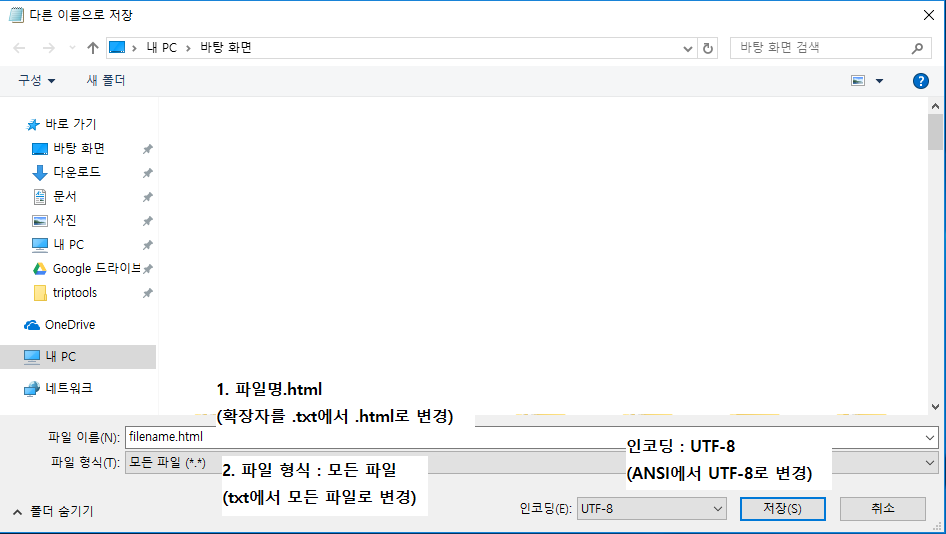 다른 이름으로 저장
내 PC
바탕 화면
바탕 화면 검색
구성
새 폴더
바로 가기
바탕 화면
다운로드
문서
사진
내 PC
Google 드라이브
triptools
OneDrive
내 PC
네트워크
1. 파일명.html
(확장자를 .txt에서 .html로 변경)
파일 이름(N): filename.html
파일 형식(T): 모든 파일 (*.*)
인코딩 : UTF-8
(ANSI에서 UTF-8로 변경)
2. 파일 형식 : 모든 파일
(txt에서 모든 파일로 변경)
폴더 숨기기
인코딩(E): UTF-8
저장(S)
취소